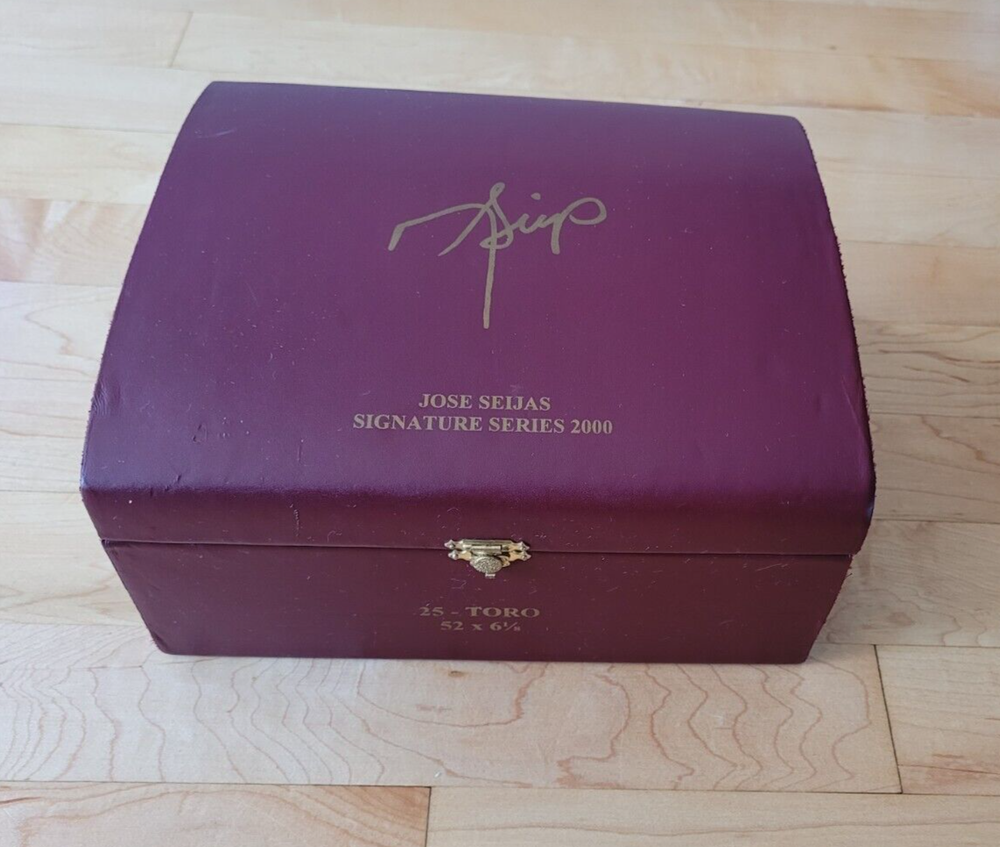 JOSE SEIJAS
SIGNATURE SERIES 2000
25 - TORO
52 x 6⅛